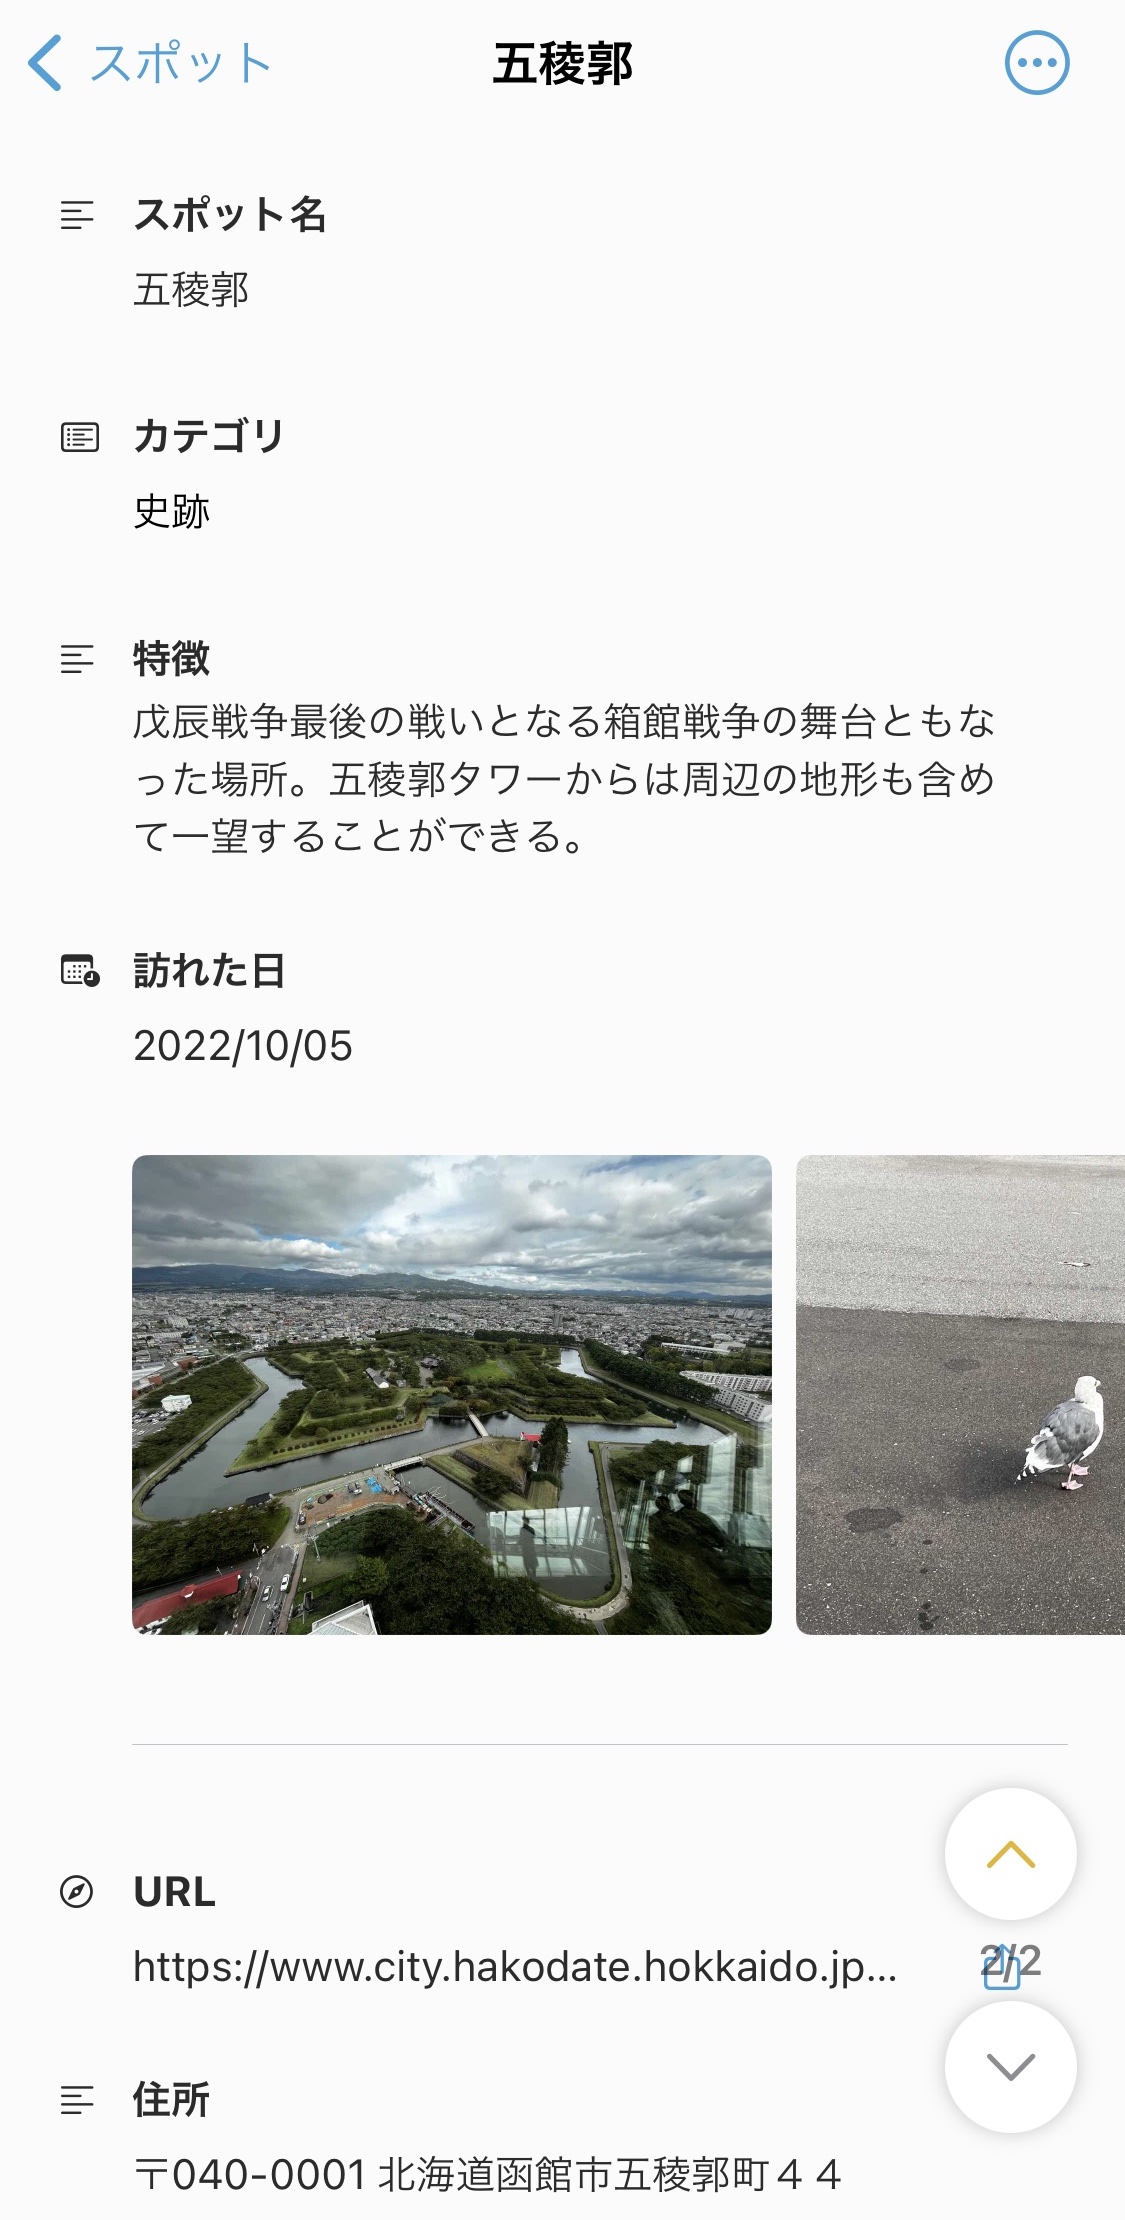 スポット
五稜郭
スポット名
五稜郭
カテゴリ
史跡
特徴
戊辰戦争最後の戦いとなる箱館戦争の舞台ともな
った場所。五稜郭タワーからは周辺の地形も含め
て一望することができる。
訪れた日
2022/10/05
URL
https://www.city.hakodate.hokkaido.jp...
2/2
住所
〒040-0001 北海道函館市五稜郭町４４